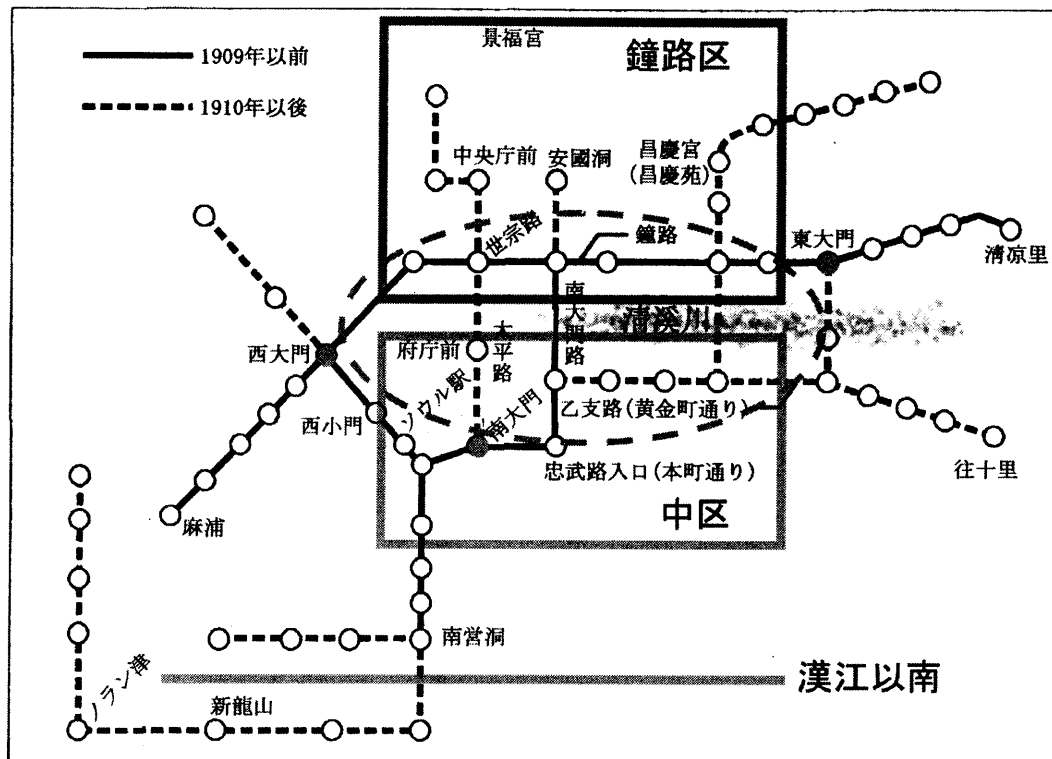 景福宮
鐘路区
1909年以前
1910年以後
中央庁前
安國洞
昌慶宮
(昌慶苑)
世宗路
鐘路
東大門
清凉里
南大門路
清溪川
西大門
府庁前
太平路
ソウル駅
南大門
乙支路(黄金町通り)
西小門
忠武路入口(本町通り)
往十里
麻浦
中区
南営洞
ノラン津
漢江以南
新龍山